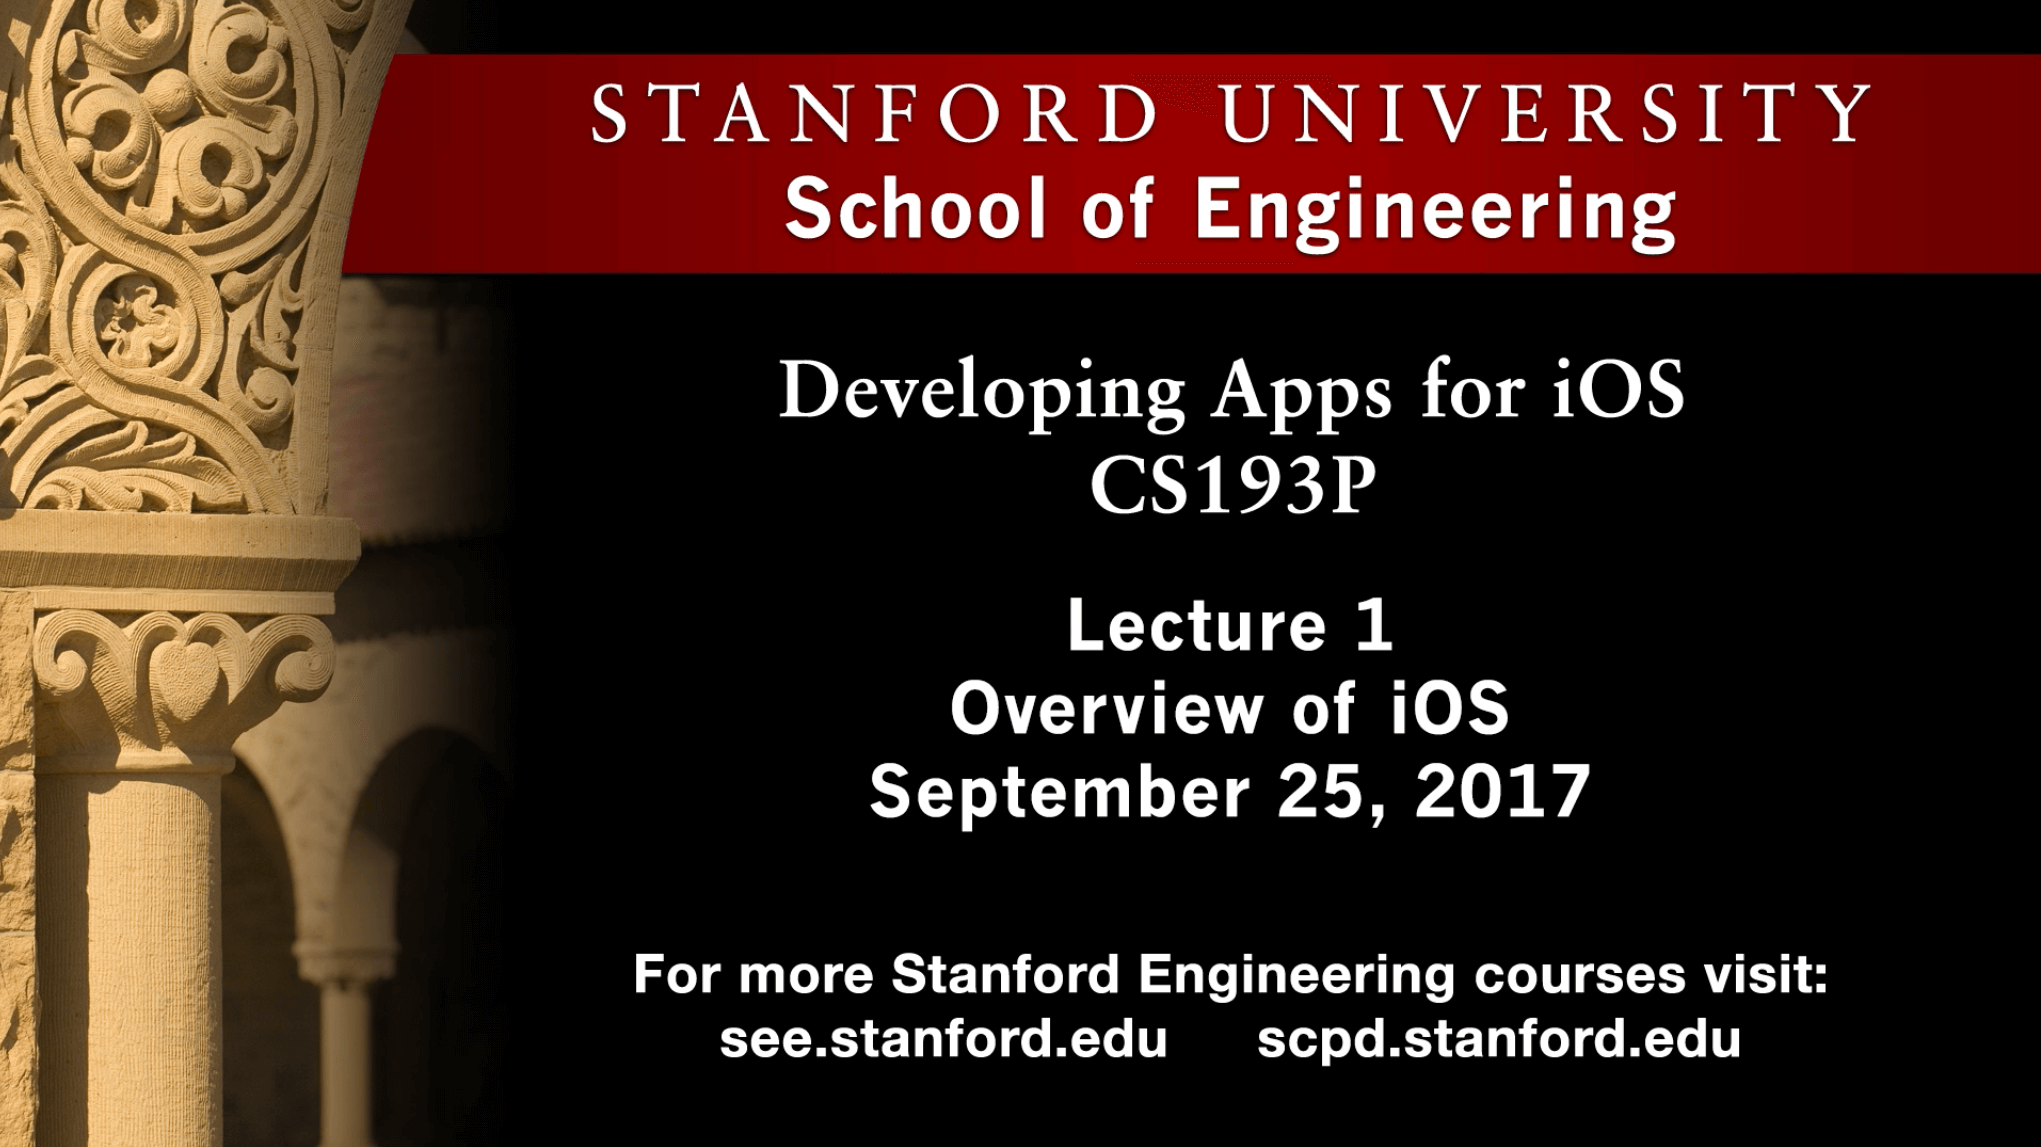 STANFORD UNIVERSITY
School of Engineering
Developing Apps for iOS
CS193P
Lecture 1
Overview of iOS
September 25, 2017
For more Stanford Engineering courses visit:
see.stanford.edu scpd.stanford.edu